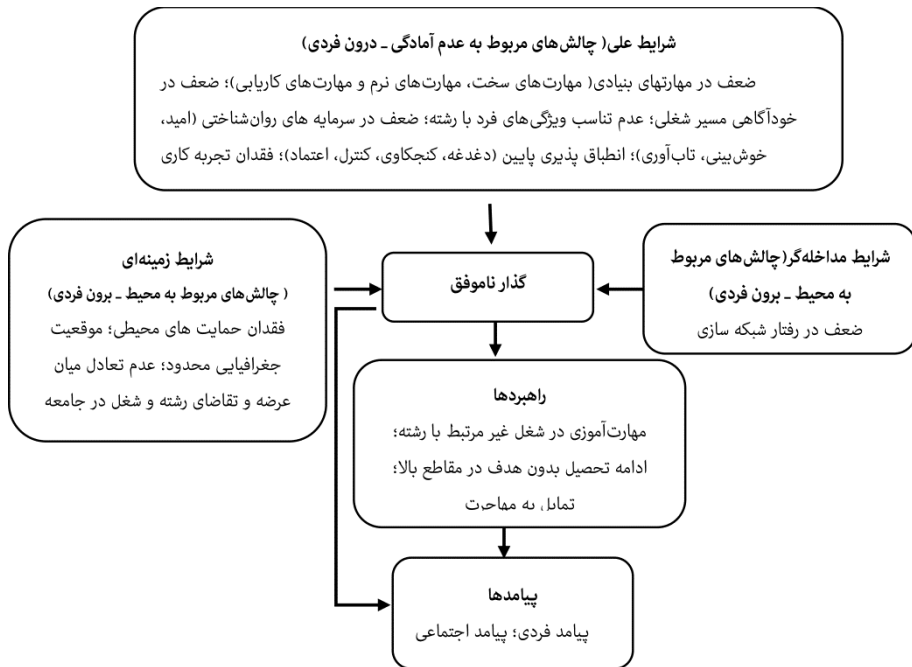 شرایط علی( چالش‌های مربوط به عدم آمادگی – درون فردی)
ضعف در مهارتهای بنیادی( مهارت‌های سخت، مهارت‌های نرم و مهارت‌های کاریابی)؛ ضعف در
خودآگاهی مسیر شغلی؛ عدم تناسب ویژگی‌های فرد با رشته؛ ضعف در سرمایه های روان‌شناختی (امید،
خوش‌بینی، تاب‌آوری)؛ انطباق پذیری پایین (دغدغه، کنجکاوی، کنترل، اعتماد)؛ فقدان تجربه کاری
شرایط مداخله‌گر(چالش‌های مربوط
به محیط – برون فردی)
ضعف در رفتار شبکه سازی
گذار ناموفق
شرایط زمینه‌ای
( چالش‌های مربوط به محیط – برون فردی)
فقدان حمایت های محیطی؛ موقعیت
جغرافیایی محدود؛ عدم تعادل میان
عرضه و تقاضای رشته و شغل در جامعه
راهبردها
مهارت‌آموزی در شغل غیر مرتبط با رشته؛
ادامه تحصیل بدون هدف در مقاطع بالا؛
تمایل به مهاجرت
پیامدها
پیامد فردی؛ پیامد اجتماعی